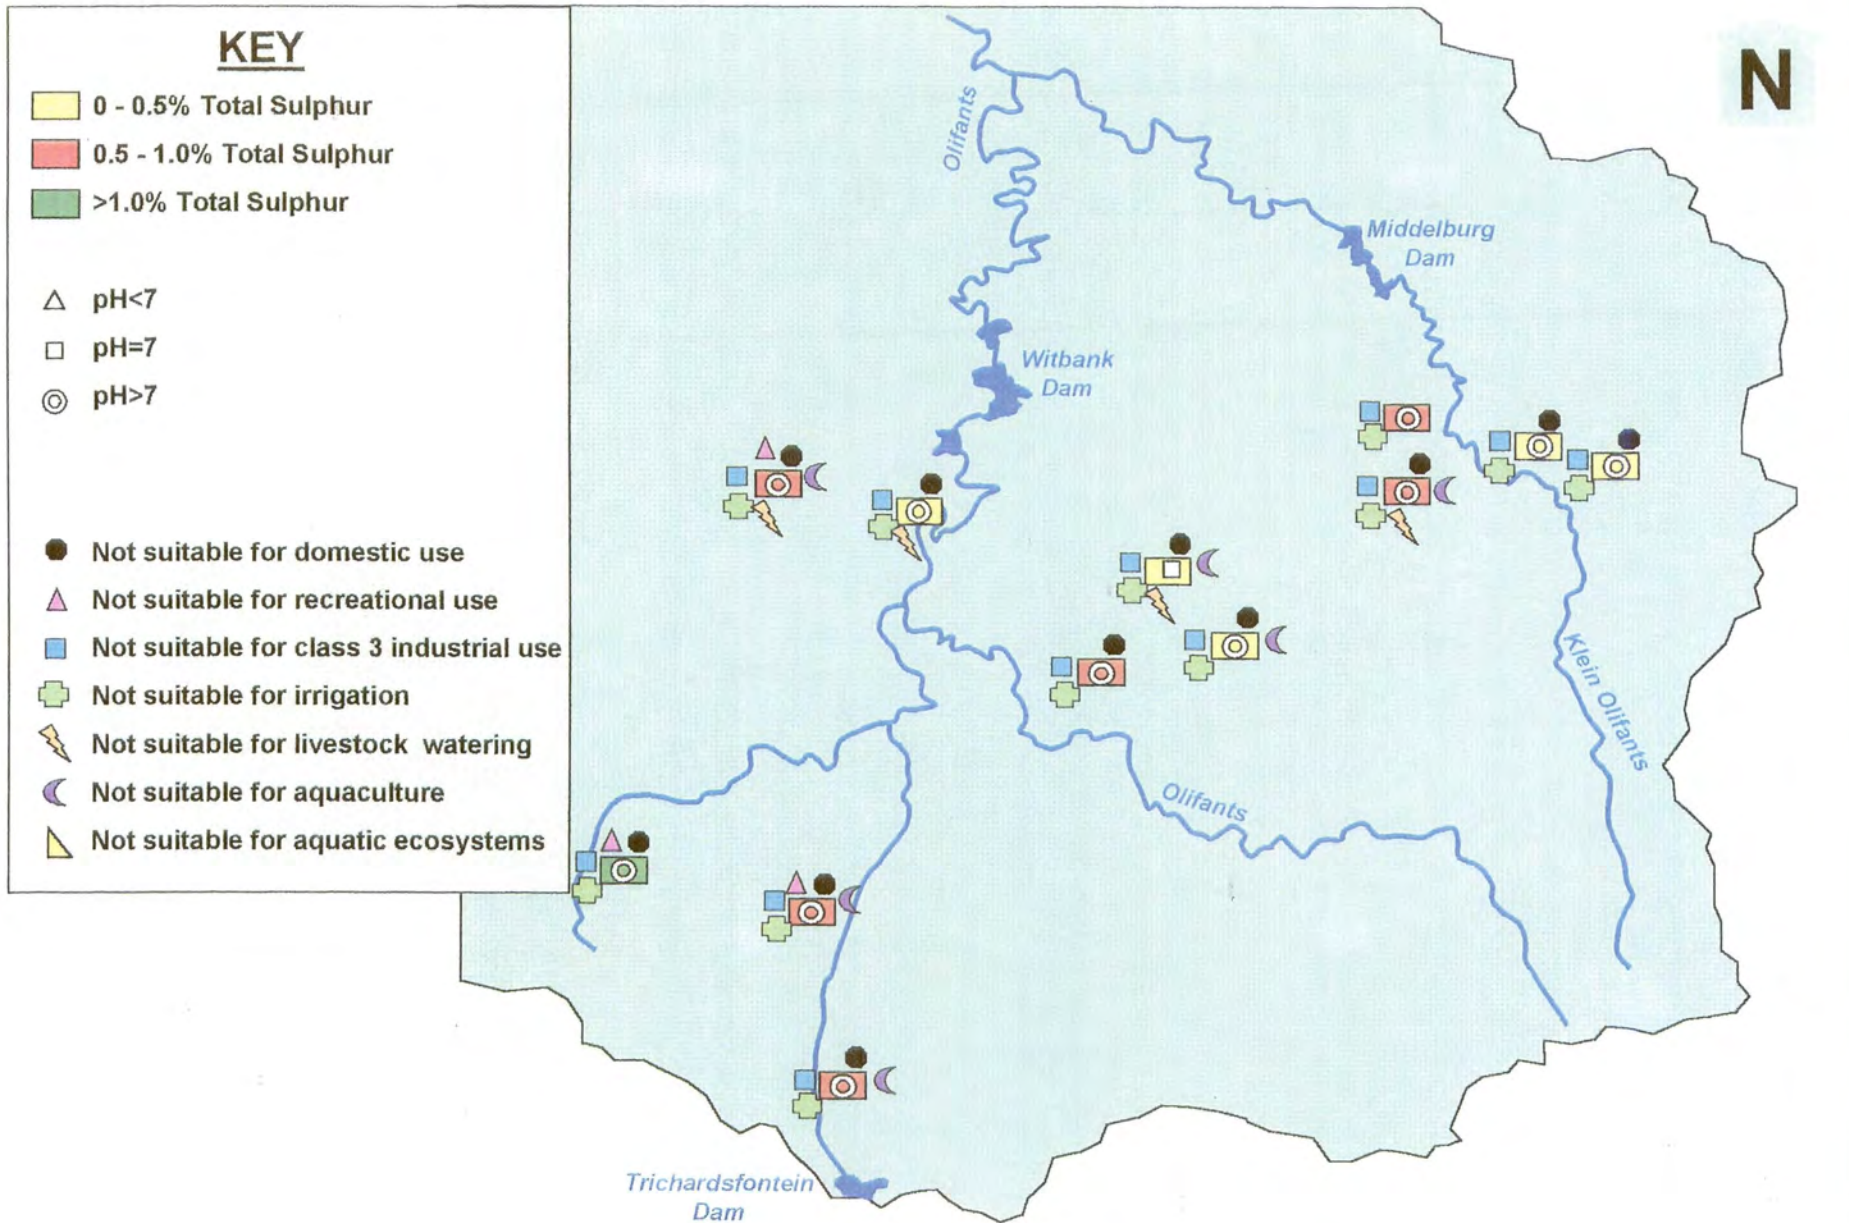 KEY
0 - 0.5% Total Sulphur
0.5 - 1.0% Total Sulphur
>1.0% Total Sulphur
pH<7
pH=7
pH>7
Not suitable for domestic use
Not suitable for recreational use
Not suitable for class 3 industrial use
Not suitable for irrigation
Not suitable for livestock watering
Not suitable for aquaculture
Not suitable for aquatic ecosystems
N
Olifants
Middelburg
Dam
Witbank
Dam
Klein Olifants
Olifants
Trichardsfontein
Dam